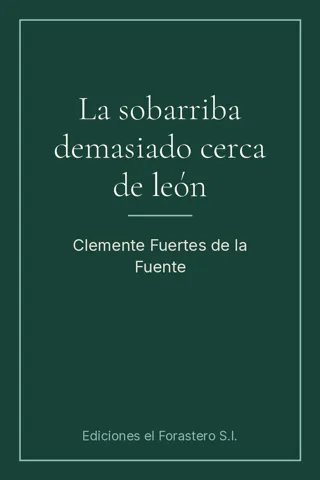 La sobarriba
demasiado cerca
de león
Clemente Fuertes de la
Fuente
Ediciones el Forastero S.l.